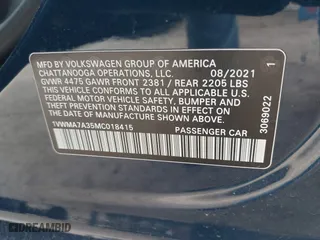 MFD BY VOLKSWAGEN GROUP OF AMERICA
CHATTANOOGA OPERATIONS, LLC. 08/2021 1
GVWR 4475 GAWR FRONT 2381 / REAR 2205 LBS
THIS VEHICLE CONFORMS TO ALL APPLICABLE U.S.
FEDERAL MOTOR VEHICLE SAFETY, BUMPER AND
THEFT PREVENTION STANDARDS IN EFFECT ON
THE DATE OF MANUFACTURE SHOWN ABOVE.
1VWMA7A35MC018415 PASSENGER CAR
3069022
© AUTOBIDMASTER